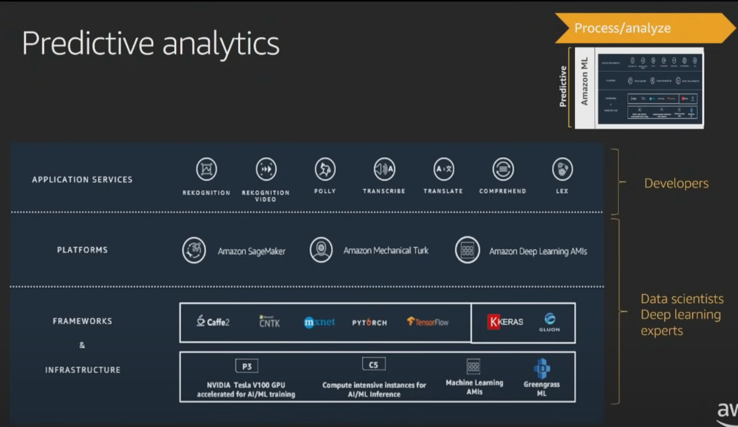 Predictive analytics
Process/analyze
Predictive
Amazon ML
APPLICATION SERVICES
REKOGNITION
REKOGNITION
VIDEO
POLLY
TRANSCRIBE
TRANSLATE
COMPREHEND
LEX
Developers
PLATFORMS
Amazon SageMaker
Amazon Mechanical Turk
Amazon Deep Learning AMIs
FRAMEWORKS
&
INFRASTRUCTURE
Caffe2
Microsoft
CNTK
mxnet
PYTORCH
TensorFlow
K KERAS
GLUON
P3
NVIDIA Tesla V100 GPU
accelerated for AI/ML training
C5
Compute intensive instances for
AI/ML Inference
Machine Learning
AMIs
Greengrass
ML
Data scientists
Deep learning
experts
aw